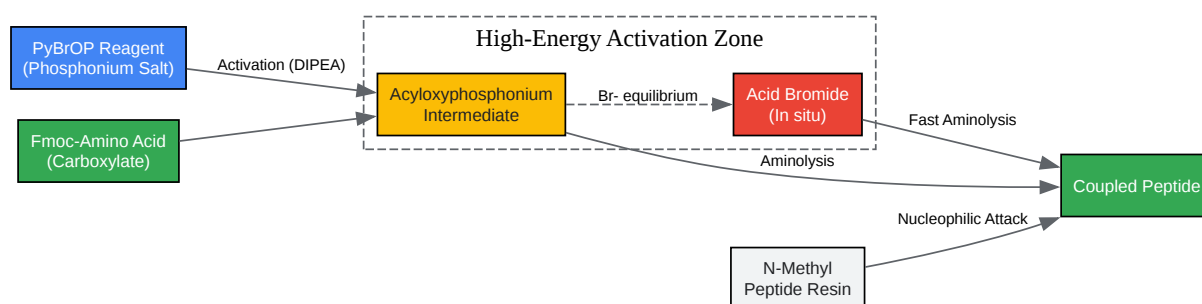 High-Energy Activation Zone
PyBrOP Reagent
(Phosphonium Salt)
Activation (DIPEA)
Acyloxyphosphonium
Intermediate
Br- equilibrium
Acid Bromide
(In situ)
Fast Aminolysis
Fmoc-Amino Acid
(Carboxylate)
Aminolysis
Coupled Peptide
Nucleophilic Attack
N-Methyl
Peptide Resin